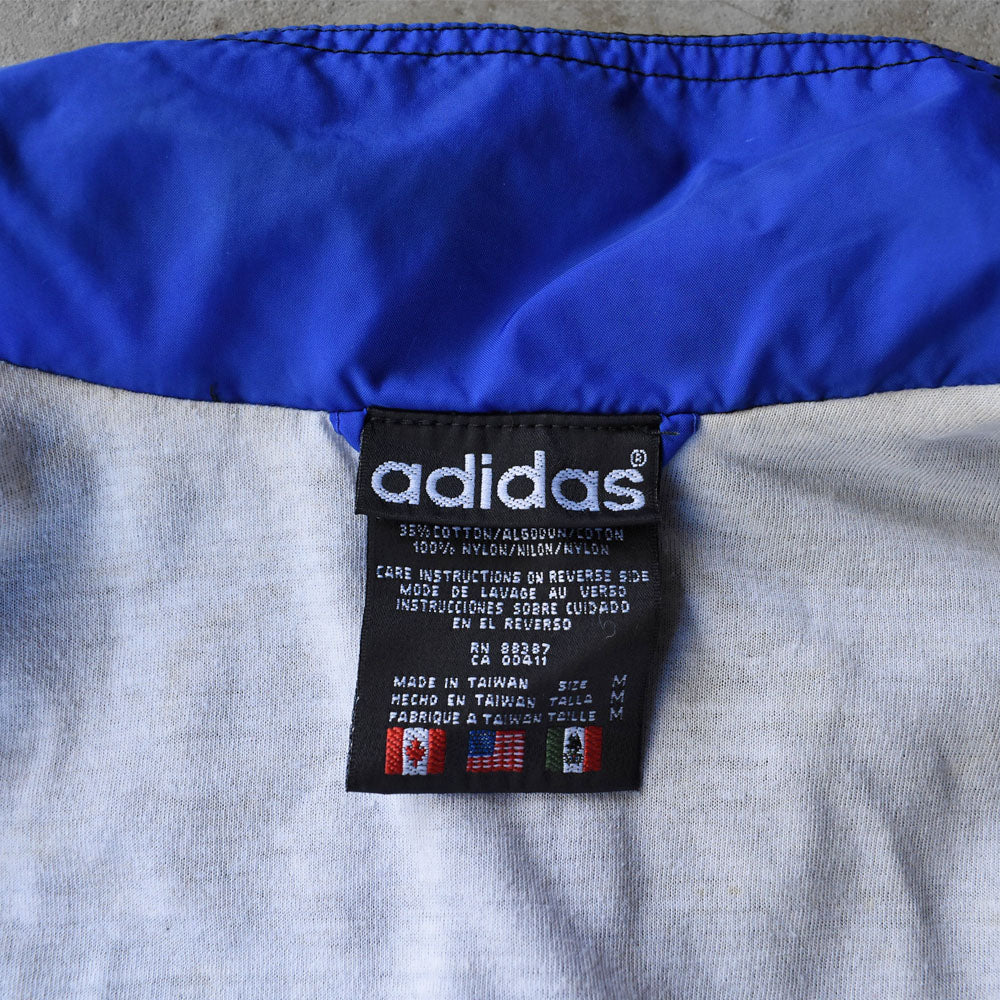 adidas®
35% COTTON/ALGODON/COTON
100% NYLON/NILON/NYLON
CARE INSTRUCTIONS ON REVERSE SIDE
MODE DE LAVAGE AU VERSO
INSTRUCCIONES SOBRE CUIDADO
EN EL REVERSO
RN 88387
CA 00411
MADE IN TAIWAN SIZE M
HECHO EN TAIWAN TALLA M
FABRIQUE A TAIWAN TAILLE M